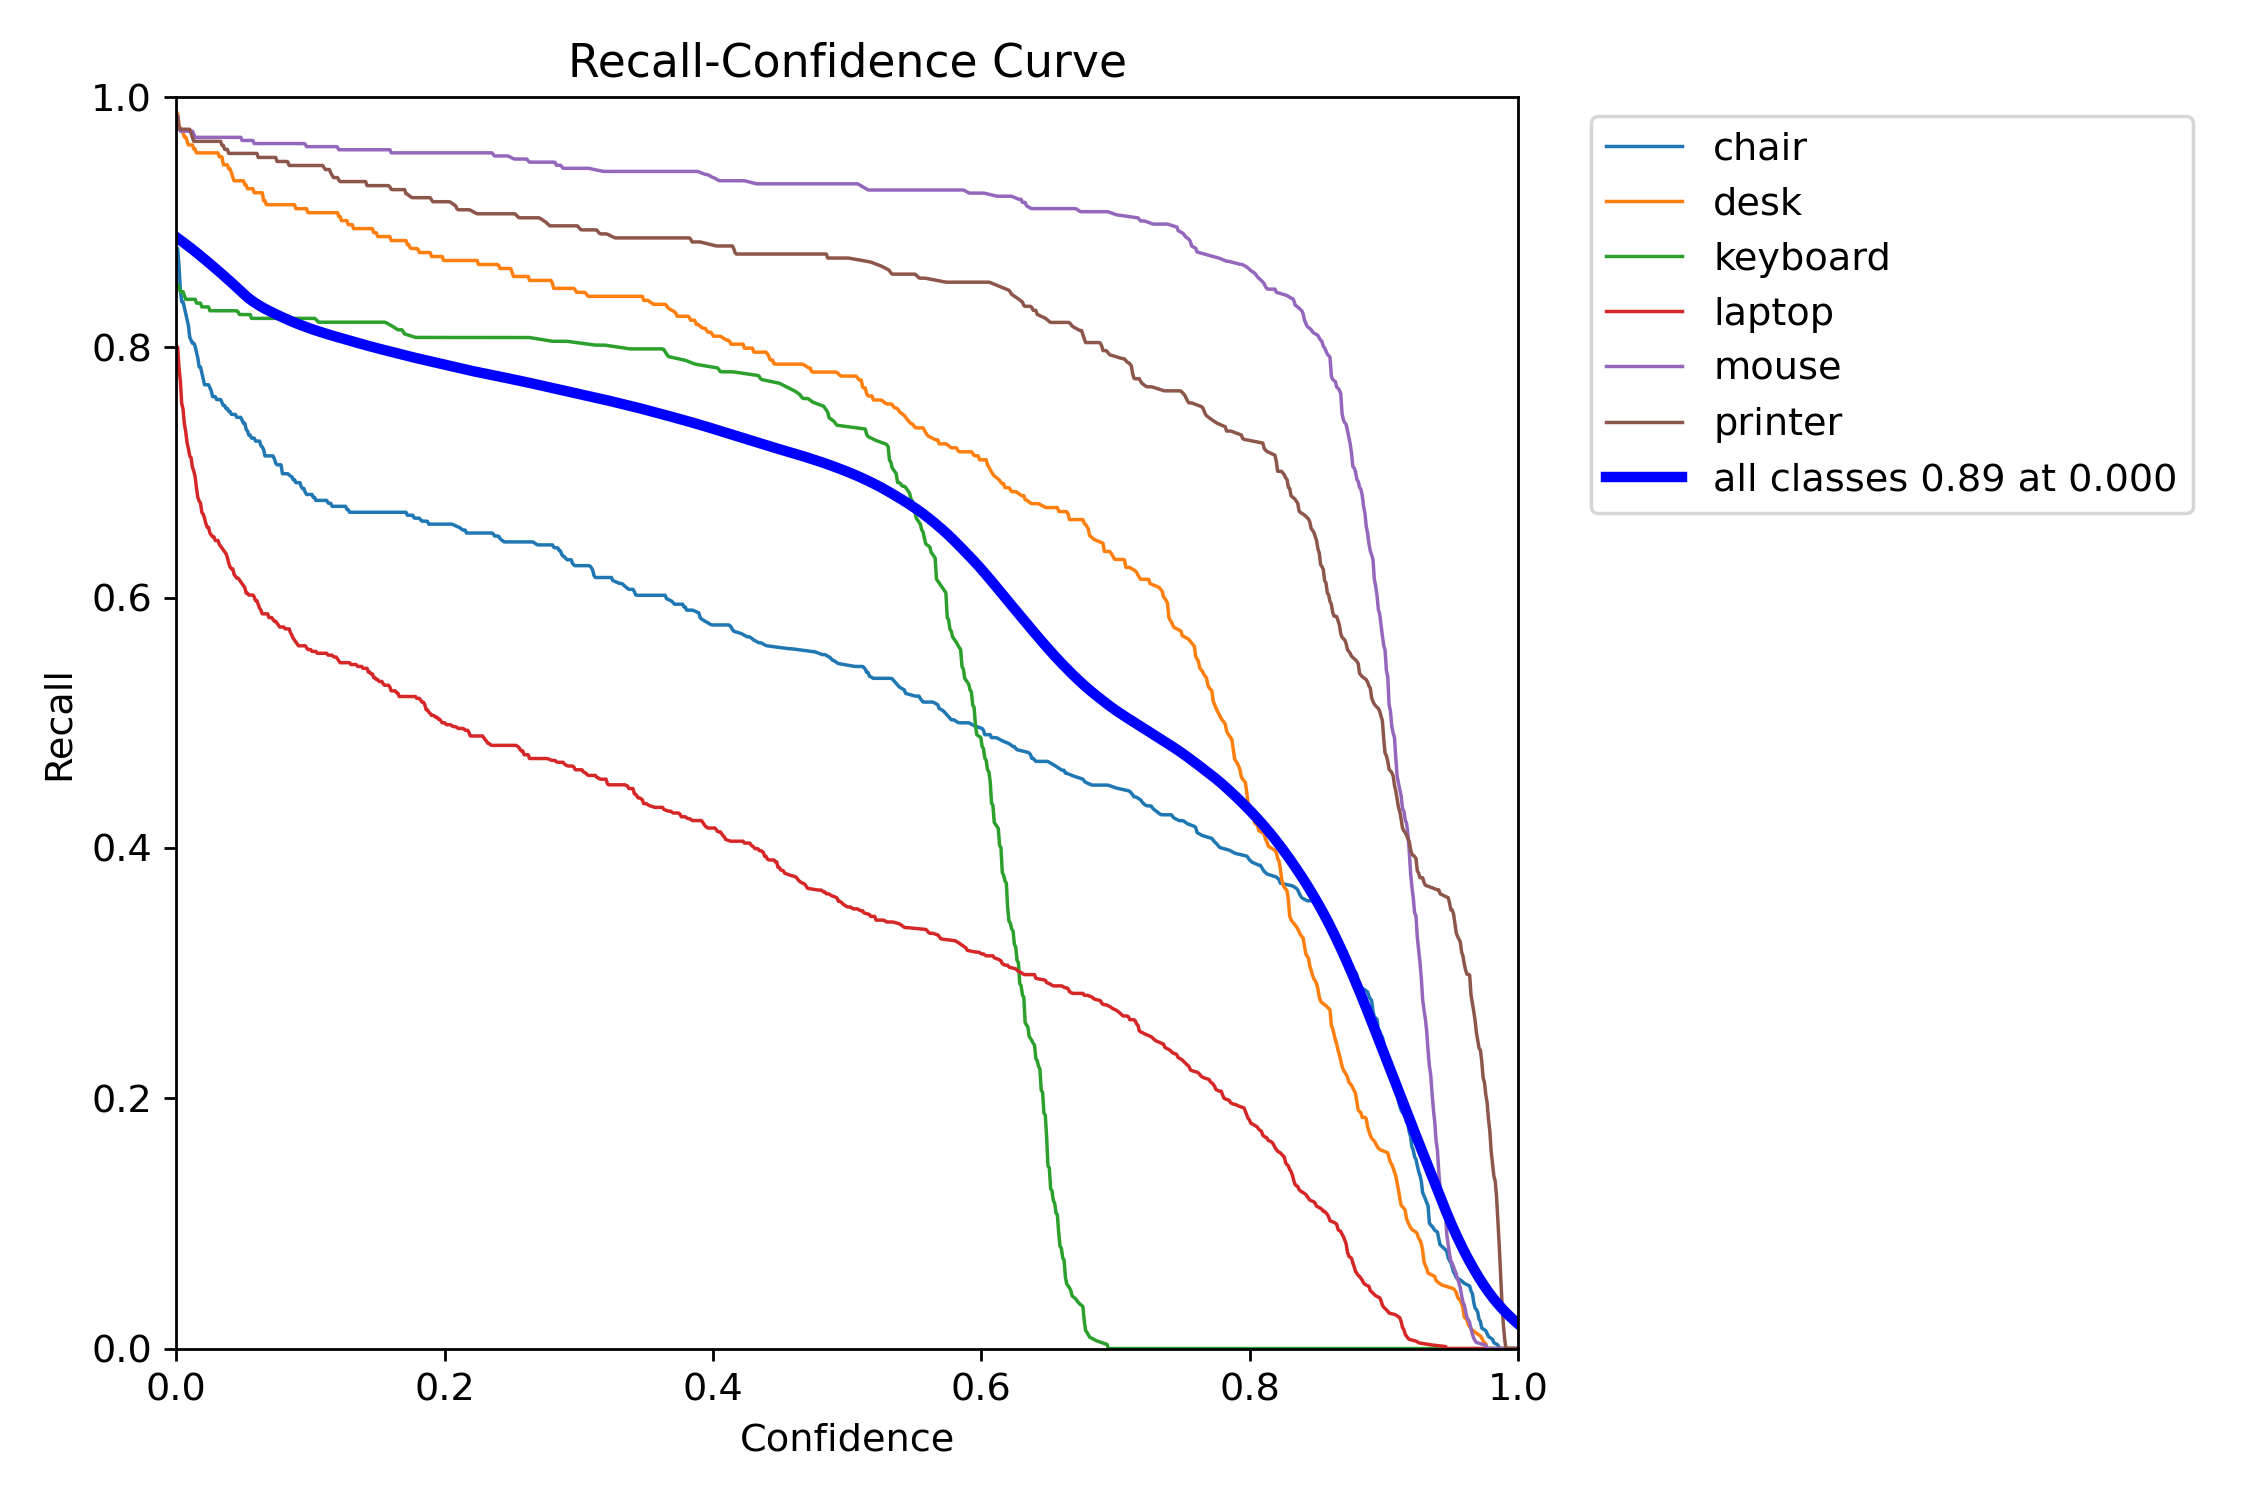 Recall-Confidence Curve
1.0
0.8
0.6
0.4
0.2
0.0
Recall
0.0 0.2 0.4 0.6 0.8 1.0
Confidence
chair
desk
keyboard
laptop
mouse
printer
all classes 0.89 at 0.000